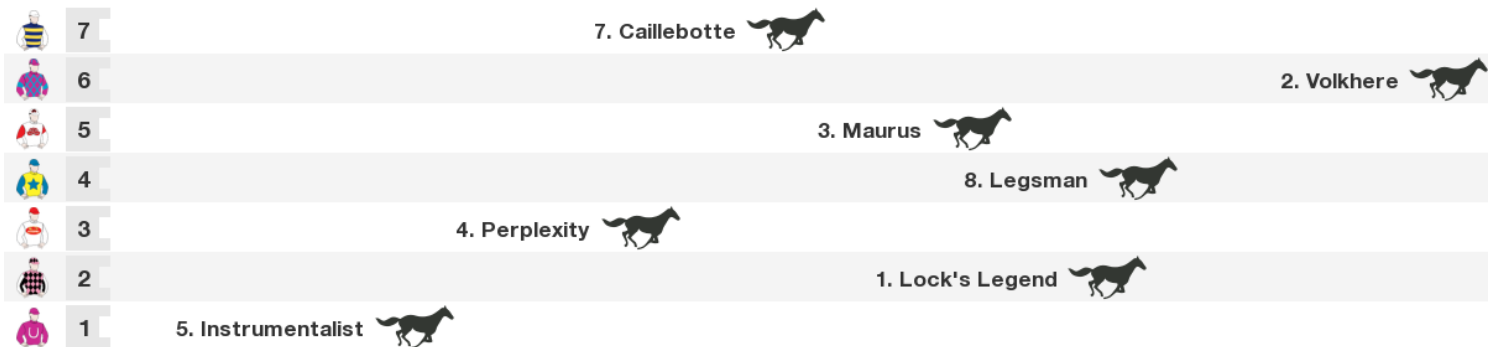 7 7. Caillebotte
6 2. Volkhere
5 3. Maurus
4 8. Legsman
3 4. Perplexity
2 1. Lock's Legend
1 5. Instrumentalist